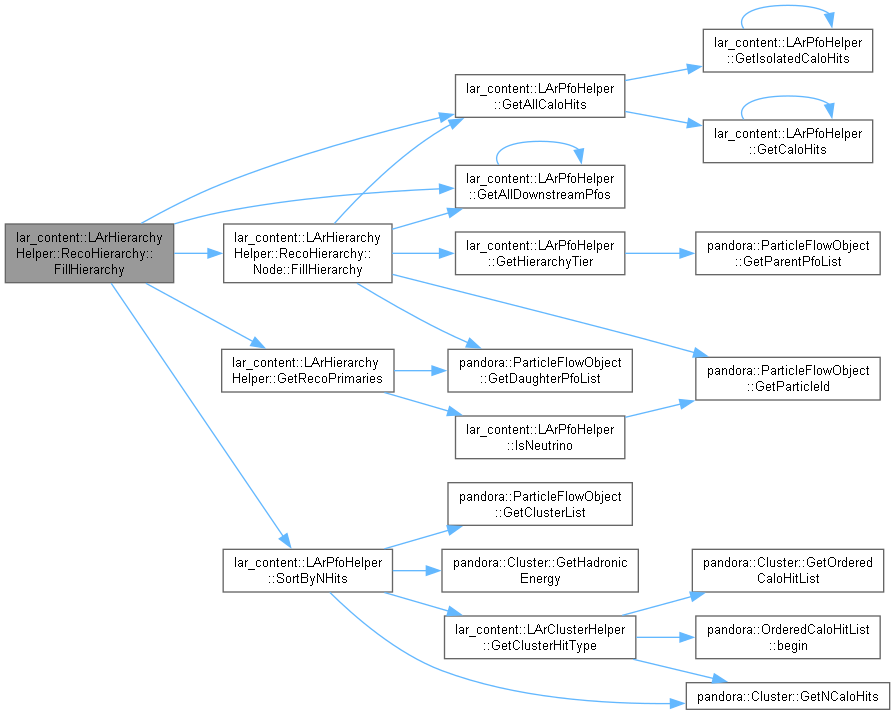 lar_content::LArHierarchy
Helper::RecoHierarchy::
FillHierarchy
lar_content::LArPfoHelper
::GetAllCaloHits
lar_content::LArPfoHelper
::GetIsolatedCaloHits
lar_content::LArPfoHelper
::GetCaloHits
lar_content::LArPfoHelper
::GetAllDownstreamPfos
lar_content::LArHierarchy
Helper::RecoHierarchy::
Node::FillHierarchy
lar_content::LArPfoHelper
::GetHierarchyTier
pandora::ParticleFlowObject
::GetParentPfoList
lar_content::LArHierarchy
Helper::GetRecoPrimaries
pandora::ParticleFlowObject
::GetDaughterPfoList
pandora::ParticleFlowObject
::GetParticleId
lar_content::LArPfoHelper
::IsNeutrino
pandora::ParticleFlowObject
::GetClusterList
lar_content::LArPfoHelper
::SortByNHits
pandora::Cluster::GetHadronic
Energy
pandora::Cluster::GetOrdered
CaloHitList
lar_content::LArClusterHelper
::GetClusterHitType
pandora::OrderedCaloHitList
::begin
pandora::Cluster::GetNCaloHits